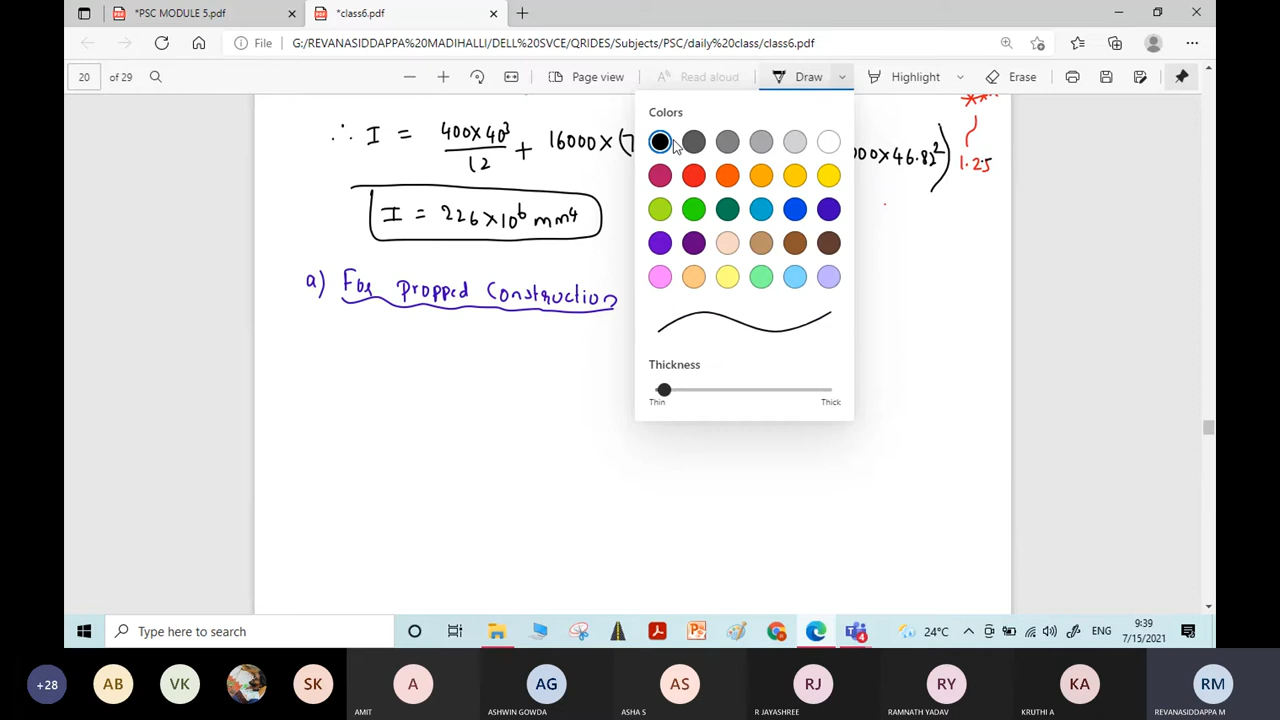 *PSC MODULE 5.pdf
*class6.pdf
File
G:/REVANASIDDAPPA%20MADIHALLI/DELL%20SVCE/QRIDES/Subjects/PSC/daily%20class/class6.pdf
20 of 29
Page view
Read aloud
Draw
Highlight
Erase
Colors
Thickness
Thin
Thick
∴ I = 400×40³/12 + 16000×(7
00×46.82²)
1.25
I = 226×10⁶ mm⁴
a) For Propped Construction
Type here to search
24°C
ENG
9:39
7/15/2021
4
+28
AB
VK
SK
A
AMIT
AG
ASHWIN GOWDA
AS
ASHA S
RJ
R JAYASHREE
RY
RAMNATH YADAV
KA
KRUTHI A
RM
REVANASIDDAPPA M